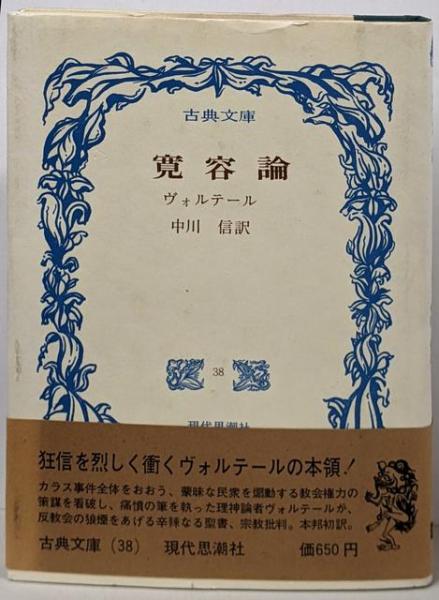 古典文庫
寛容論
ヴォルテール
中川 信訳
38
現代思潮社
狂信を烈しく衝くヴォルテールの本領!
カラス事件全体をおおう、蒙昧な民衆を煽動する教会権力の
策謀を看破し、痛憤の筆を執った理神論者ヴォルテールが、
反教会の狼煙をあげる辛辣なる聖書、宗教批判。本邦初訳。
古典文庫(38) 現代思潮社 価650円